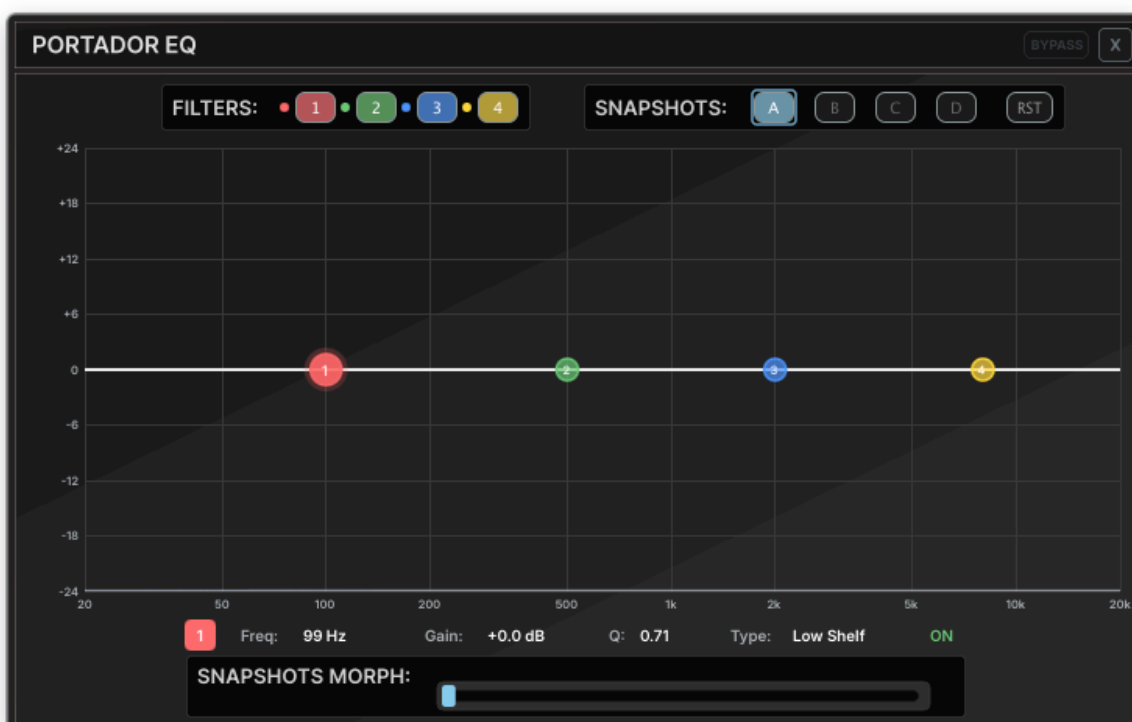 PORTADOR EQ BYPASS X
FILTERS: 1 2 3 4 SNAPSHOTS: A B C D RST
+24
+18
+12
+6
0
-6
-12
-18
-24
1 2 3 4
20 50 100 200 500 1k 2k 5k 10k 20k
1 Freq: 99 Hz Gain: +0.0 dB Q: 0.71 Type: Low Shelf ON
SNAPSHOTS MORPH: